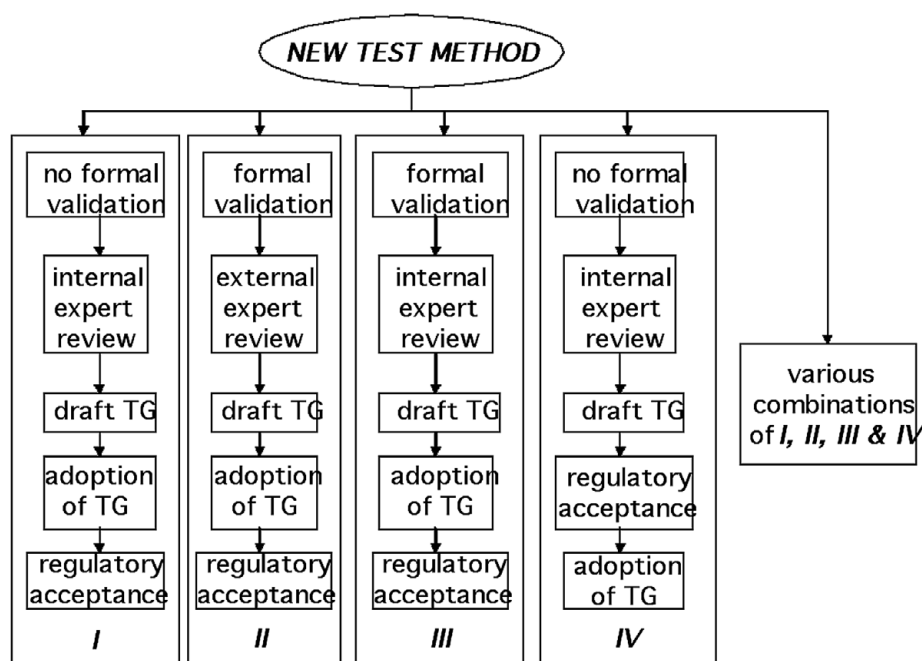 NEW TEST METHOD
no formal
validation
internal
expert
review
draft TG
adoption
of TG
regulatory
acceptance
I
formal
validation
external
expert
review
draft TG
adoption
of TG
regulatory
acceptance
II
formal
validation
internal
expert
review
draft TG
adoption
of TG
regulatory
acceptance
III
no formal
validation
internal
expert
review
draft TG
regulatory
acceptance
adoption
of TG
IV
various
combinations
of I, II, III & IV